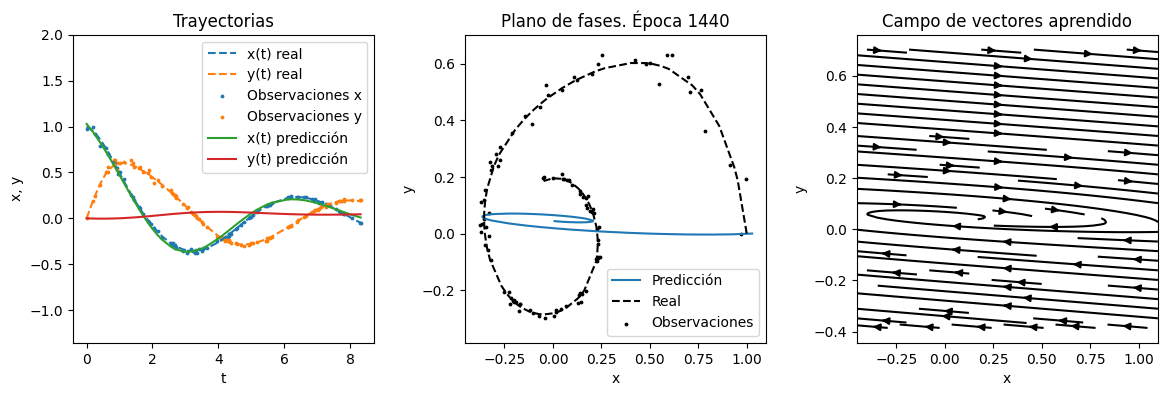 Trayectorias
2.0
1.5
1.0
0.5
0.0
−0.5
−1.0
x, y
0 2 4 6 8
t
x(t) real
y(t) real
Observaciones x
Observaciones y
x(t) predicción
y(t) predicción
Plano de fases. Época 1440
0.6
0.4
0.2
0.0
−0.2
y
−0.25 0.00 0.25 0.50 0.75 1.00
x
Predicción
Real
Observaciones
Campo de vectores aprendido
0.6
0.4
0.2
0.0
−0.2
−0.4
y
−0.25 0.00 0.25 0.50 0.75 1.00
x